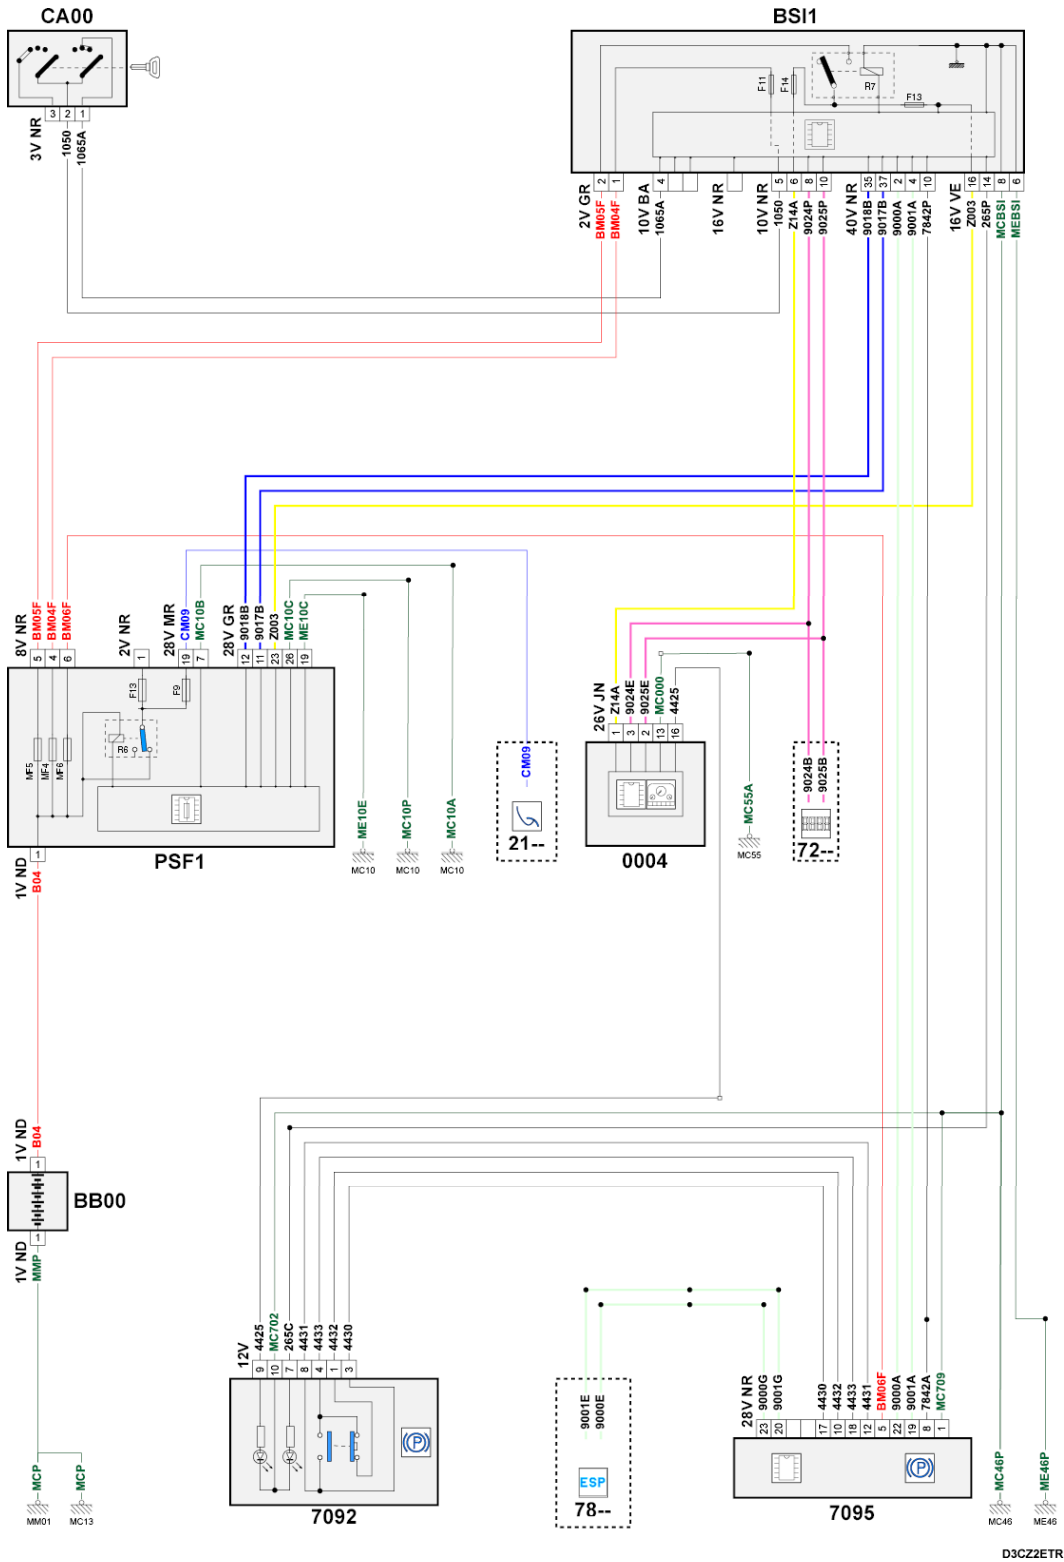 CA00
BSI1
F11
F14
R7
F13
3 2 1
3V NR
1050
1065A
2 1 4 5 6 8 10 35 37 2 4 10 16 14 8 6
2V GR
BM05F
BM04F
10V BA
1065A
16V NR
10V NR
1050
Z14A
9024P
9025P
40V NR
9018B
9017B
9000A
9001A
7842P
16V VE
Z003
265P
MCBSI
MEBSI
8V NR
BM05F
BM04F
BM06F
2V NR
28V MR
CM09
MC10B
28V GR
9018B
9017B
Z003
MC10C
ME10C
5 4 6 1 19 7 12 11 23 26 19
F13
F9
R6
MF5
MF4
MF6
1
PSF1
1V ND
B04
ME10E
MC10P
MC10A
MC10
MC10
MC10
CM09
21--
26V JN
Z14A
9024E
9025E
MC000
4425
1 3 2 13 16
0004
MC55A
MC55
9024B
9025B
72--
1V ND
B04
1
BB00
1
1V ND
MMP
MCP
MCP
MM01
MC13
12V
4425
MC702
265C
4431
4433
4432
4430
9 10 7 8 4 1 3
7092
9001E
9000E
ESP
78--
28V NR
9000G
9001G
4430
4432
4433
4431
BM06F
9000A
9001A
7842A
MC709
23 20 17 10 18 12 5 22 19 8 1
7095
MC46P
ME46P
MC46
ME46
D3CZ2ETR